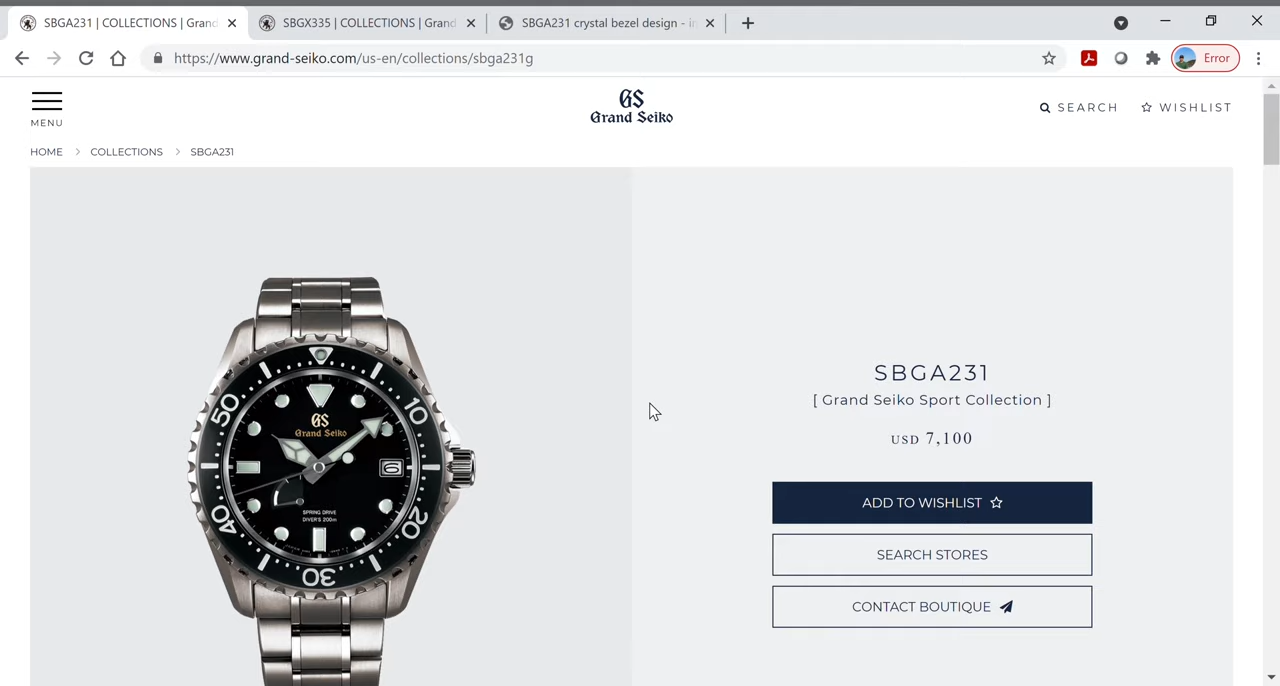 SBGA231 | COLLECTIONS | Grand
SBGX335 | COLLECTIONS | Grand
SBGA231 crystal bezel design - in
https://www.grand-seiko.com/us-en/collections/sbga231g
Error
MENU
GS
Grand Seiko
SEARCH
WISHLIST
HOME
COLLECTIONS
SBGA231
GS
Grand Seiko
6
SPRING DRIVE
DIVER'S 200m
10
20
30
40
50
SBGA231
[ Grand Seiko Sport Collection ]
USD 7,100
ADD TO WISHLIST
SEARCH STORES
CONTACT BOUTIQUE